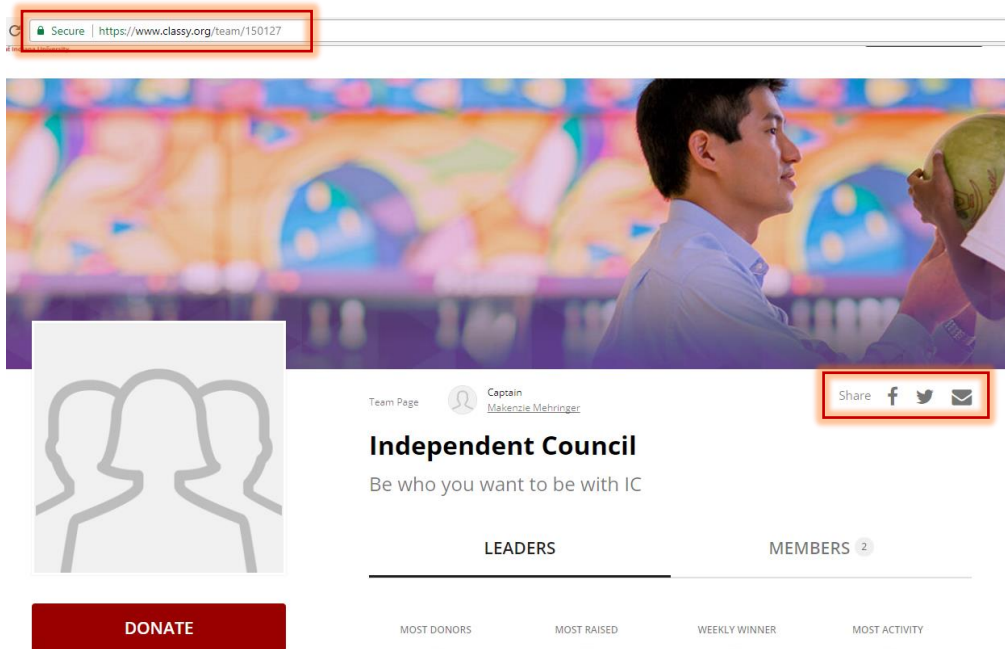 Secure | https://www.classy.org/team/150127
Team Page
Captain
Makenzie Mehringer
Share
Independent Council
Be who you want to be with IC
LEADERS
MEMBERS 2
DONATE
MOST DONORS
MOST RAISED
WEEKLY WINNER
MOST ACTIVITY